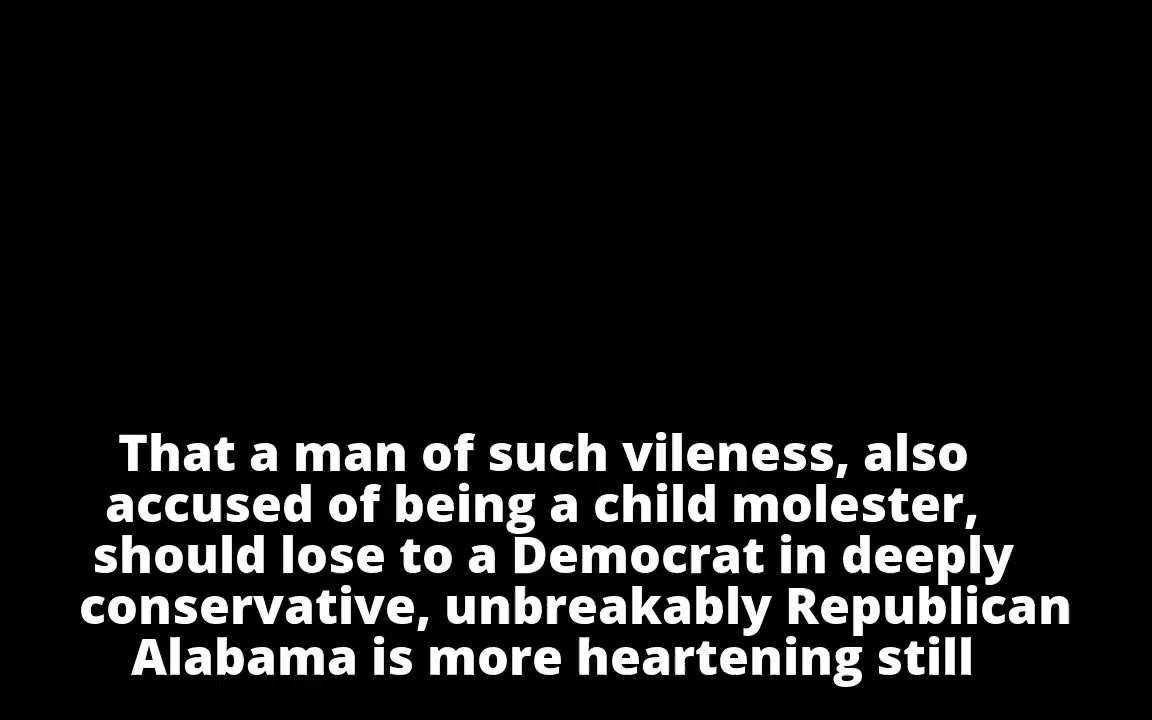 That a man of such vileness, also
accused of being a child molester,
should lose to a Democrat in deeply
conservative, unbreakably Republican
Alabama is more heartening still